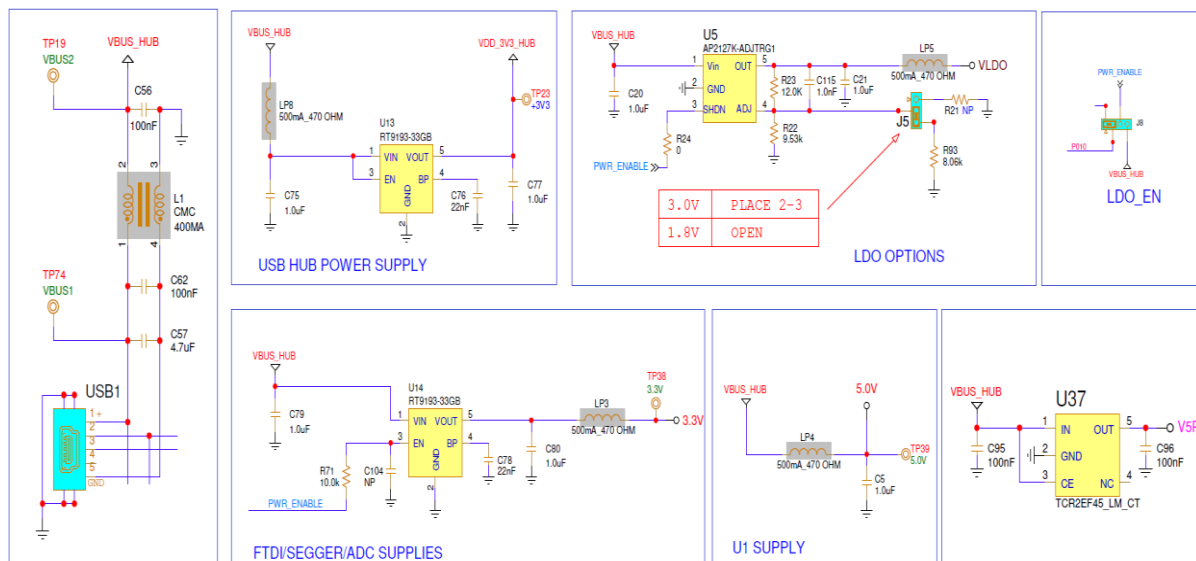 TP19
VBUS2
VBUS_HUB
C56
100nF
2
3
L1
CMC
400MA
1
4
TP74
VBUS1
C62
100nF
C57
4.7uF
USB1
1 +
2
3
4
5
GND
VBUS_HUB
VDD_3V3_HUB
LP8
500mA_470 OHM
TP23
+3V3
U13
RT9193-33GB
1
VIN
VOUT
5
3
EN
BP
4
GND
2
C75
1.0uF
C76
22nF
C77
1.0uF
USB HUB POWER SUPPLY
VBUS_HUB
U5
AP2127K-ADJTRG1
1
Vin
OUT
5
2
GND
3
SHDN
ADJ
4
C20
1.0uF
R24
0
PWR_ENABLE
R23
12.0K
C115
1.0nF
C21
1.0uF
LP5
500mA_470 OHM
VLDO
R22
9.53k
J5
R21 NP
R93
8.06k
3.0V PLACE 2-3
1.8V OPEN
LDO OPTIONS
PWR_ENABLE
J8
P010
VBUS_HUB
LDO_EN
VBUS_HUB
C79
1.0uF
U14
RT9193-33GB
1
VIN
VOUT
5
3
EN
BP
4
GND
2
R71
10.0k
C104
NP
PWR_ENABLE
C78
22nF
C80
1.0uF
LP3
500mA_470 OHM
TP38
3.3V
3.3V
FTDI/SEGGER/ADC SUPPLIES
VBUS_HUB
5.0V
LP4
500mA_470 OHM
TP39
5.0V
C5
1.0uF
U1 SUPPLY
VBUS_HUB
U37
1
IN
OUT
5
2
GND
3
CE
NC
4
C95
100nF
C96
100nF
TCR2EF45_LM_CT